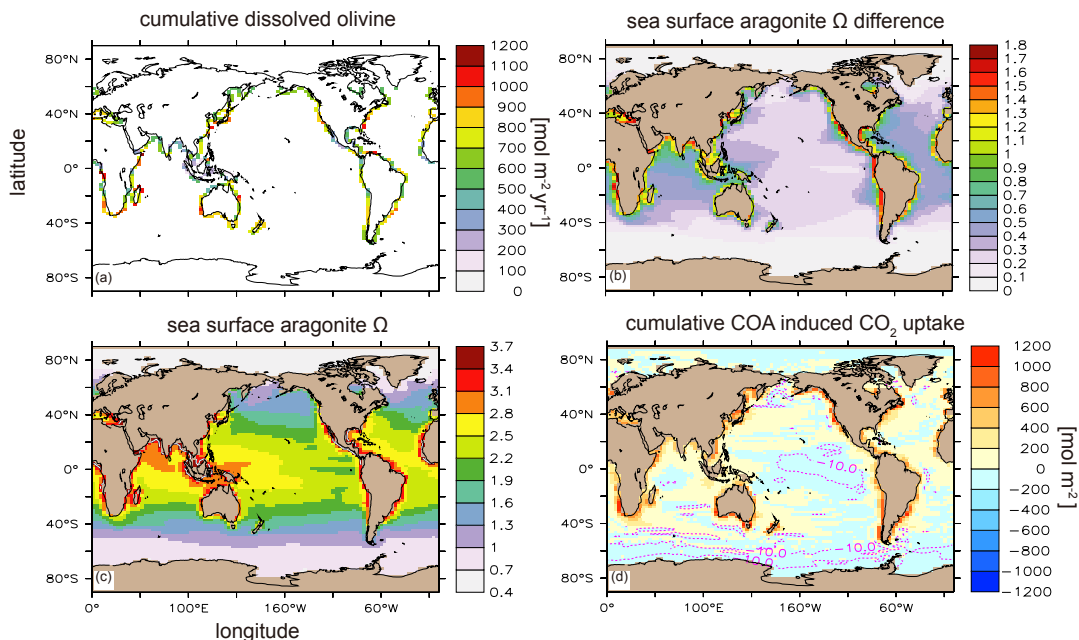 cumulative dissolved olivine
sea surface aragonite Ω difference
80°N
40°N
0°
40°S
80°S
latitude
(a)
1200
1100
1000
900
800
700
600
500
400
300
200
100
0
[mol m⁻² yr⁻¹]
80°N
40°N
0°
40°S
80°S
(b)
1.8
1.7
1.6
1.5
1.4
1.3
1.2
1.1
1
0.9
0.8
0.7
0.6
0.5
0.4
0.3
0.2
0.1
0
sea surface aragonite Ω
cumulative COA induced CO₂ uptake
80°N
40°N
0°
40°S
80°S
(c)
0°
100°E
160°W
60°W
longitude
3.7
3.4
3.1
2.8
2.5
2.2
1.9
1.6
1.3
1
0.7
0.4
80°N
40°N
0°
40°S
80°S
−10.0
−10.0
−10.0
(d)
0°
100°E
160°W
60°W
1200
1000
800
600
400
200
0
−200
−400
−600
−800
−1000
−1200
[mol m⁻²]